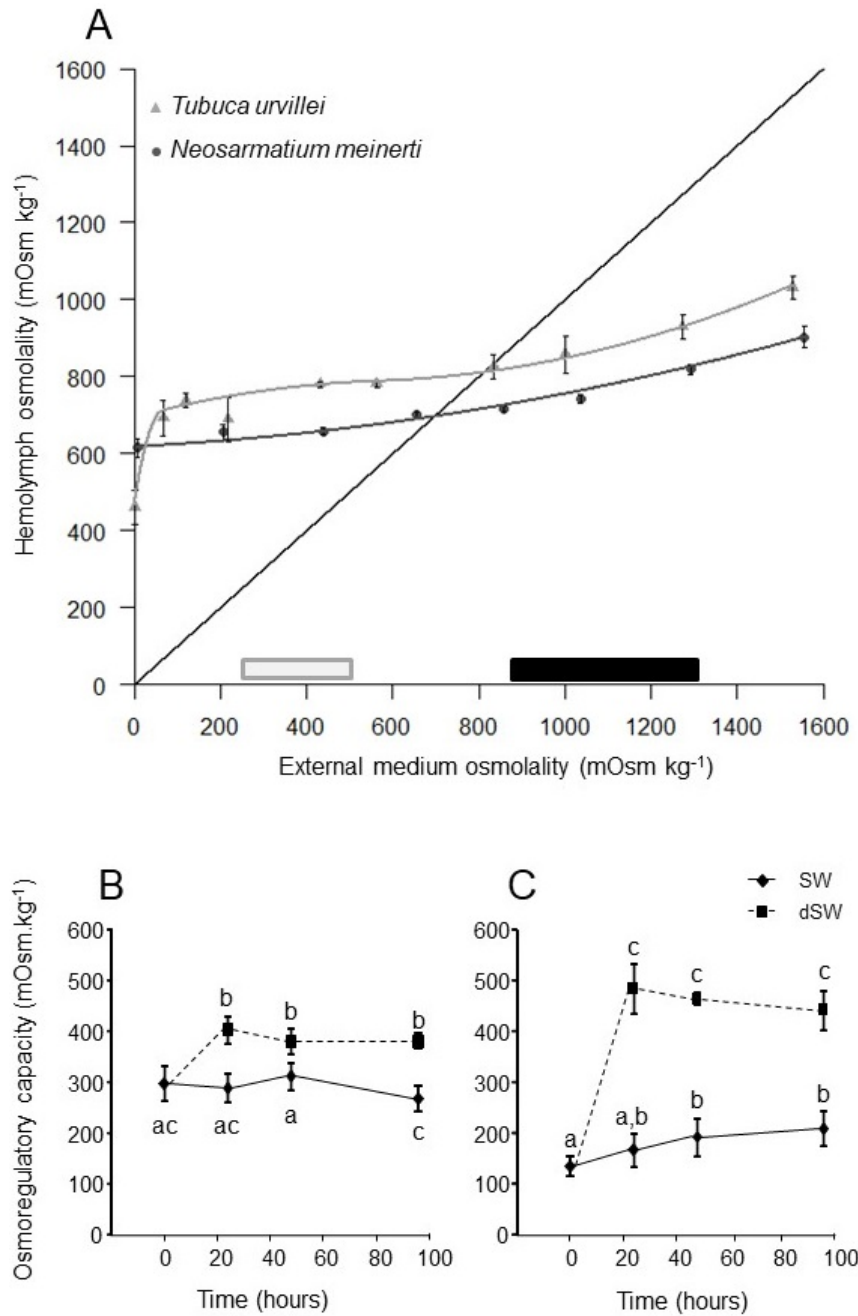 A
Hemolymph osmolality (mOsm kg-1)
1600
1400
1200
1000
800
600
400
200
0
Tubuca urvillei
Neosarmatium meinerti
0 200 400 600 800 1000 1200 1400 1600
External medium osmolality (mOsm kg-1)
Osmoregulatory capacity (mOsm.kg-1)
B
600
500
400
300
200
100
0
b
b
b
ac
ac
a
c
0 20 40 60 80 100
Time (hours)
C
SW
dSW
600
500
400
300
200
100
0
c
c
c
a
a,b
b
b
0 20 40 60 80 100
Time (hours)